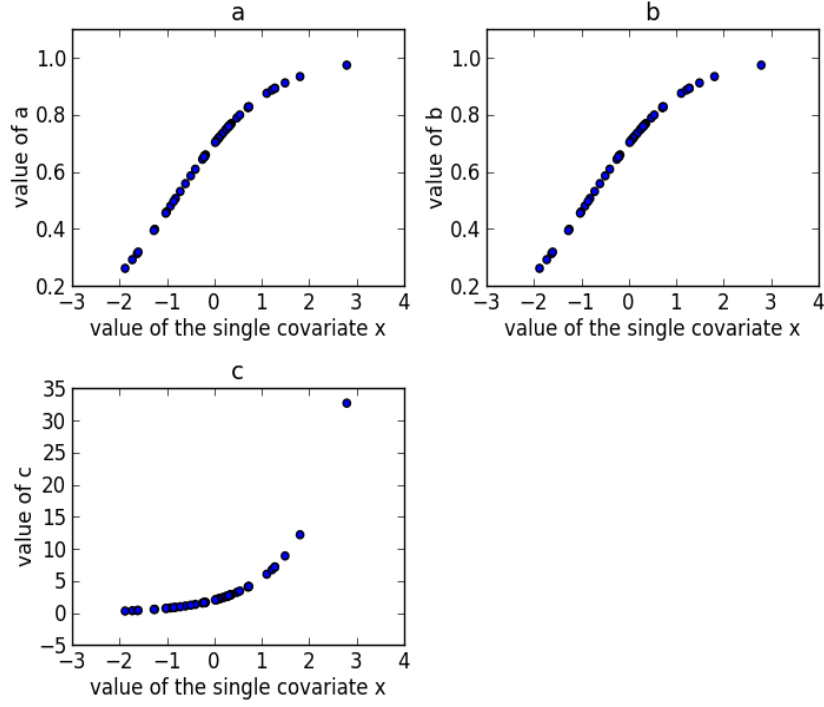 a
b
value of a
1.0
0.8
0.6
0.4
0.2
−3 −2 −1 0 1 2 3 4
value of the single covariate x
value of b
1.0
0.8
0.6
0.4
0.2
−3 −2 −1 0 1 2 3 4
value of the single covariate x
c
value of c
35
30
25
20
15
10
5
0
−5
−3 −2 −1 0 1 2 3 4
value of the single covariate x